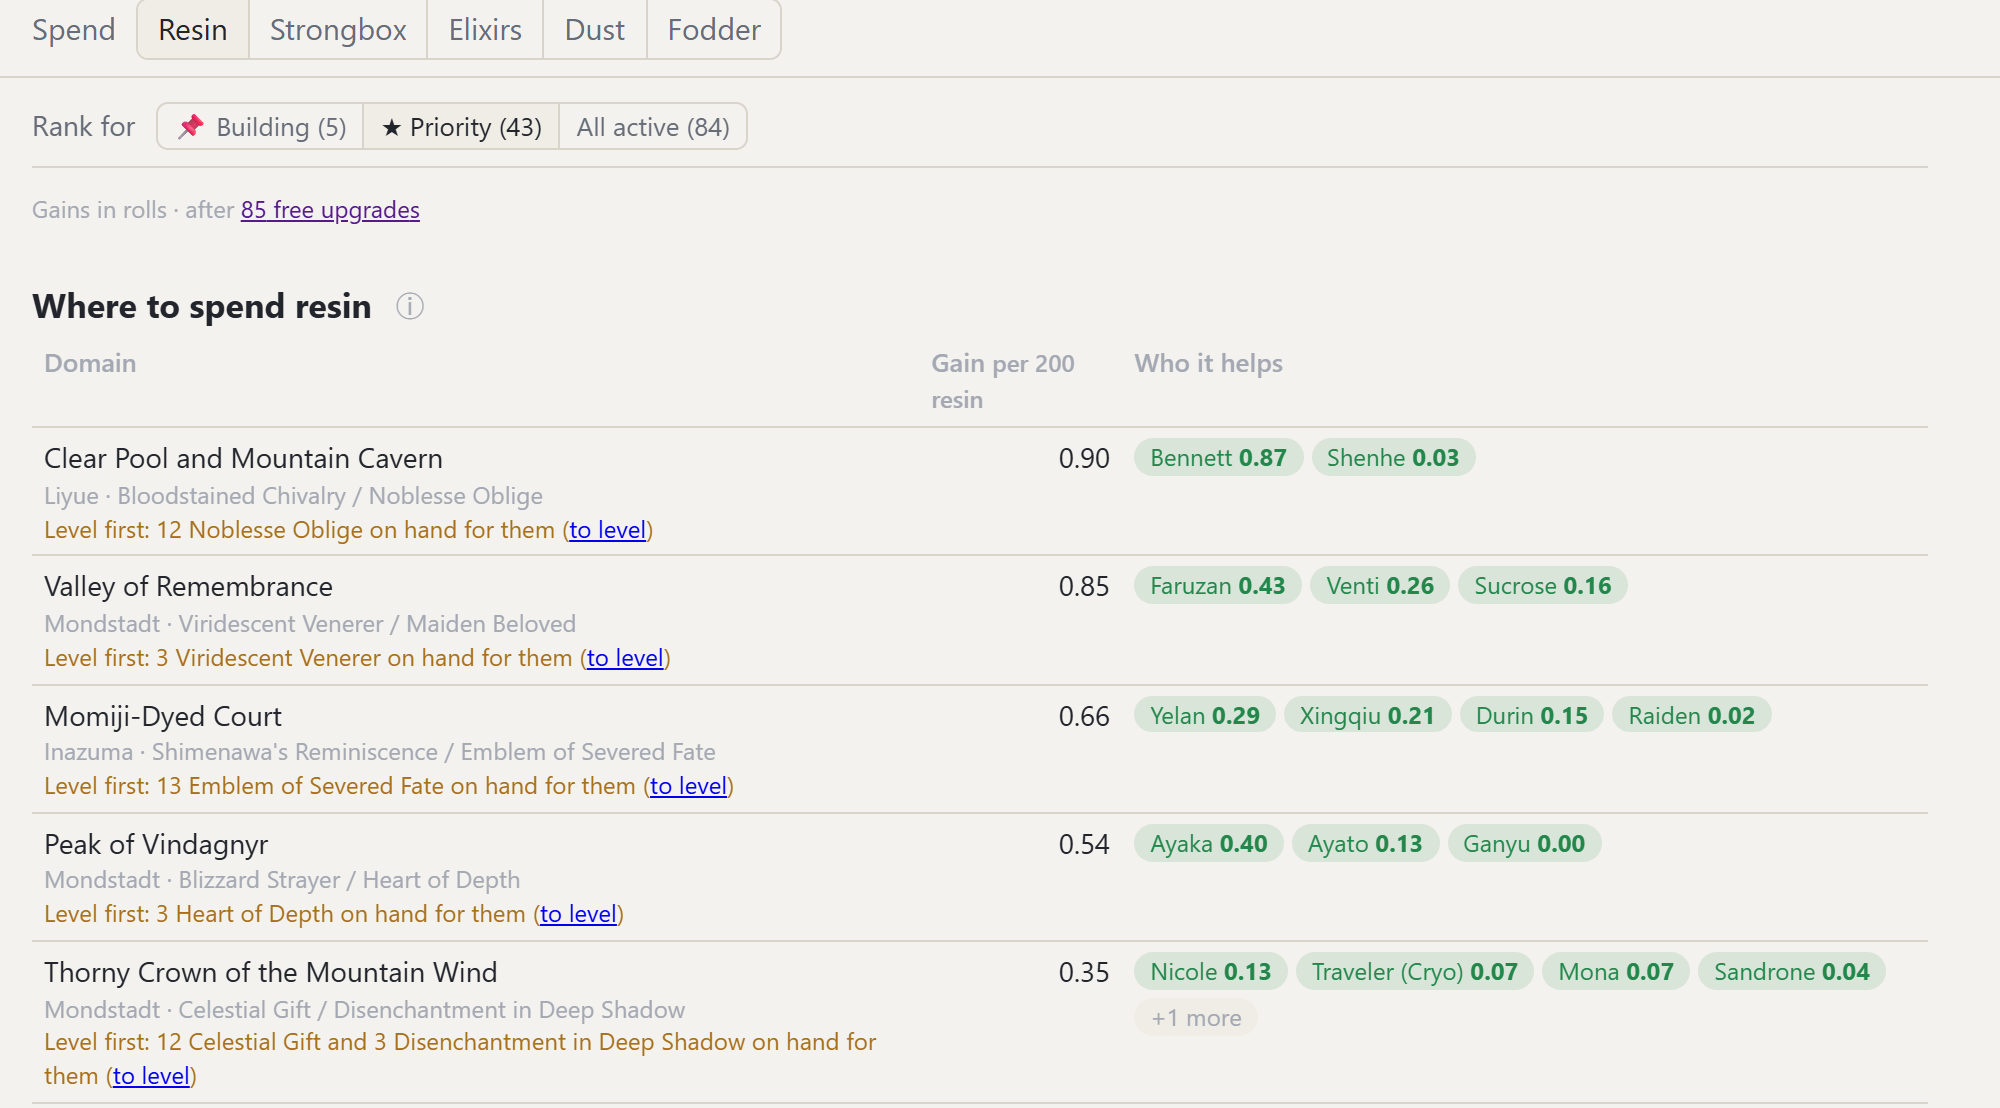 Spend Resin Strongbox Elixirs Dust Fodder
Rank for 📌 Building (5) ★ Priority (43) All active (84)
Gains in rolls · after 85 free upgrades
Where to spend resin ⓘ
Domain Gain per 200 resin Who it helps
Clear Pool and Mountain Cavern 0.90 Bennett 0.87 Shenhe 0.03
Liyue · Bloodstained Chivalry / Noblesse Oblige
Level first: 12 Noblesse Oblige on hand for them (to level)
Valley of Remembrance 0.85 Faruzan 0.43 Venti 0.26 Sucrose 0.16
Mondstadt · Viridescent Venerer / Maiden Beloved
Level first: 3 Viridescent Venerer on hand for them (to level)
Momiji-Dyed Court 0.66 Yelan 0.29 Xingqiu 0.21 Durin 0.15 Raiden 0.02
Inazuma · Shimenawa's Reminiscence / Emblem of Severed Fate
Level first: 13 Emblem of Severed Fate on hand for them (to level)
Peak of Vindagnyr 0.54 Ayaka 0.40 Ayato 0.13 Ganyu 0.00
Mondstadt · Blizzard Strayer / Heart of Depth
Level first: 3 Heart of Depth on hand for them (to level)
Thorny Crown of the Mountain Wind 0.35 Nicole 0.13 Traveler (Cryo) 0.07 Mona 0.07 Sandrone 0.04
+1 more
Mondstadt · Celestial Gift / Disenchantment in Deep Shadow
Level first: 12 Celestial Gift and 3 Disenchantment in Deep Shadow on hand for
them (to level)